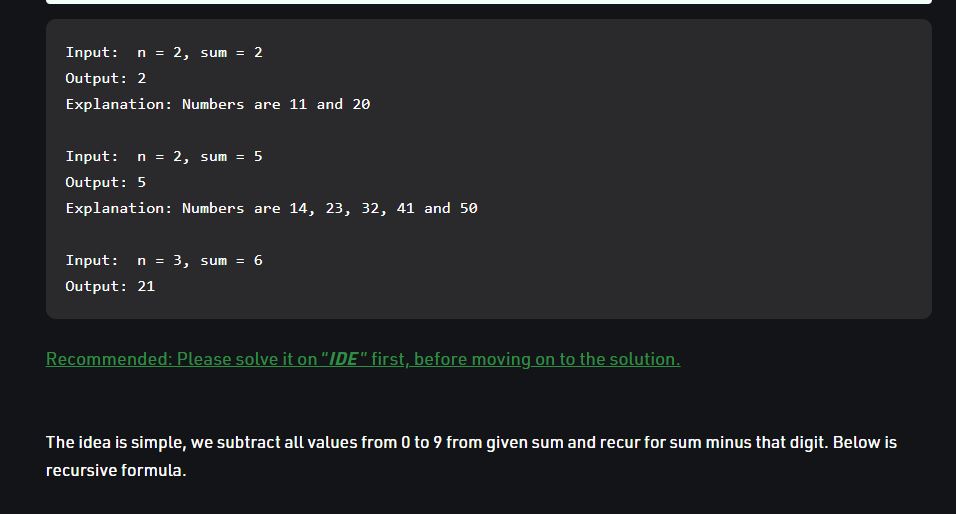 Input:  n = 2, sum = 2
Output: 2
Explanation: Numbers are 11 and 20
Input:  n = 2, sum = 5
Output: 5
Explanation: Numbers are 14, 23, 32, 41 and 50
Input:  n = 3, sum = 6
Output: 21
Recommended: Please solve it on "IDE" first, before moving on to the solution.
The idea is simple, we subtract all values from 0 to 9 from given sum and recur for sum minus that digit. Below is
recursive formula.